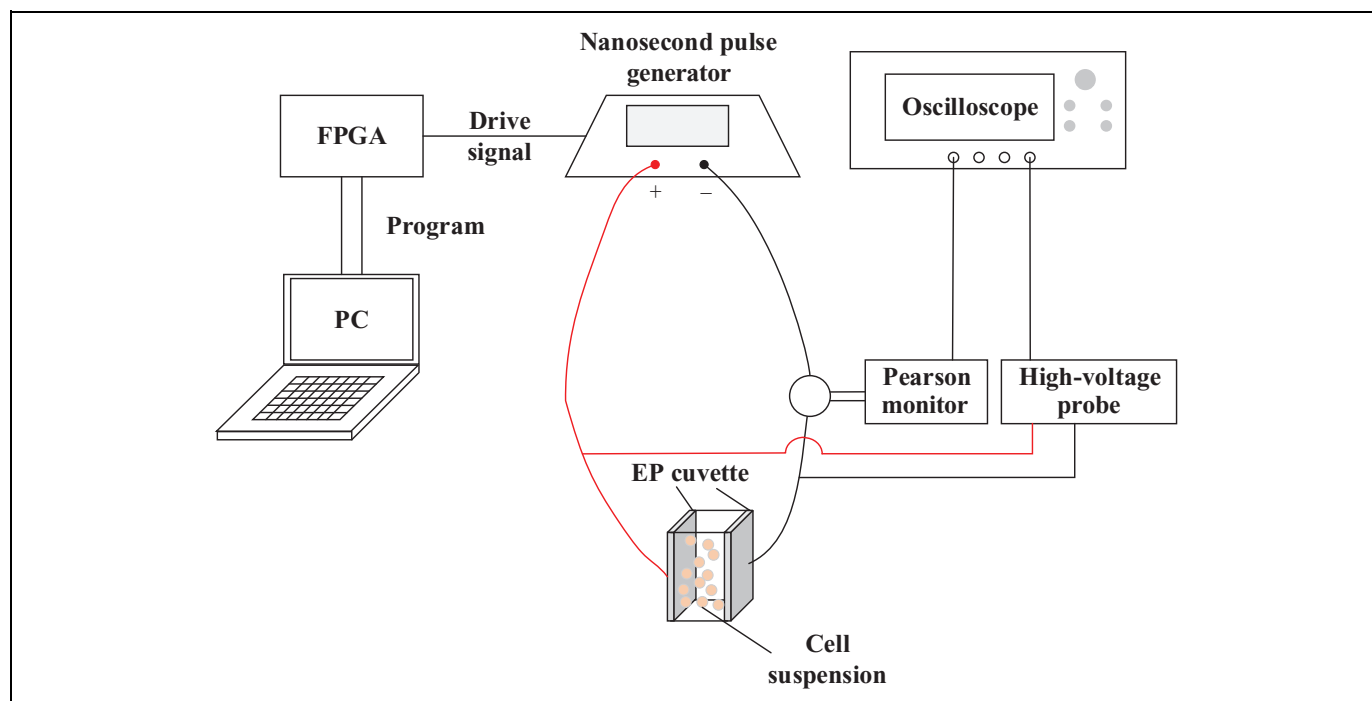 Nanosecond pulse
generator
FPGA
Drive
signal
Oscilloscope
+ –
Program
PC
Pearson
monitor
High-voltage
probe
EP cuvette
Cell
suspension